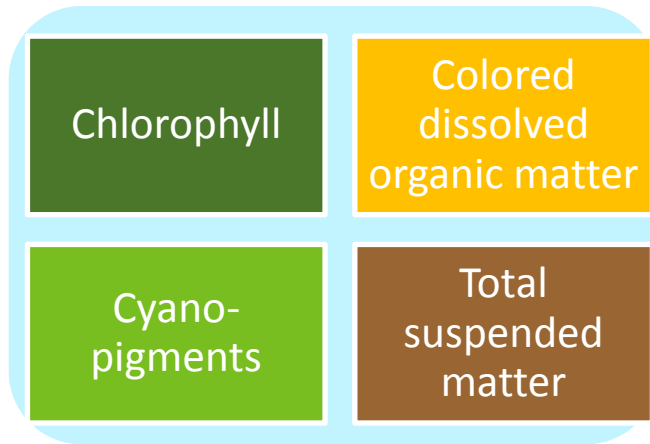 Chlorophyll
Colored
dissolved
organic matter
Cyano-
pigments
Total
suspended
matter